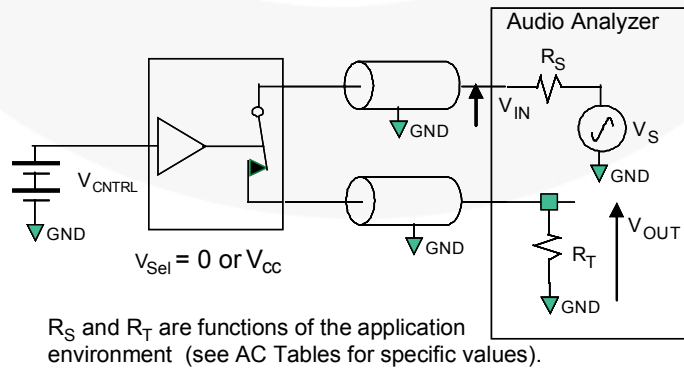 Audio Analyzer
R_S
V_IN
GND
V_S
GND
V_CNTRL
GND
GND
V_OUT
R_T
GND
V_Sel = 0 or V_cc
R_S and R_T are functions of the application
environment (see AC Tables for specific values).